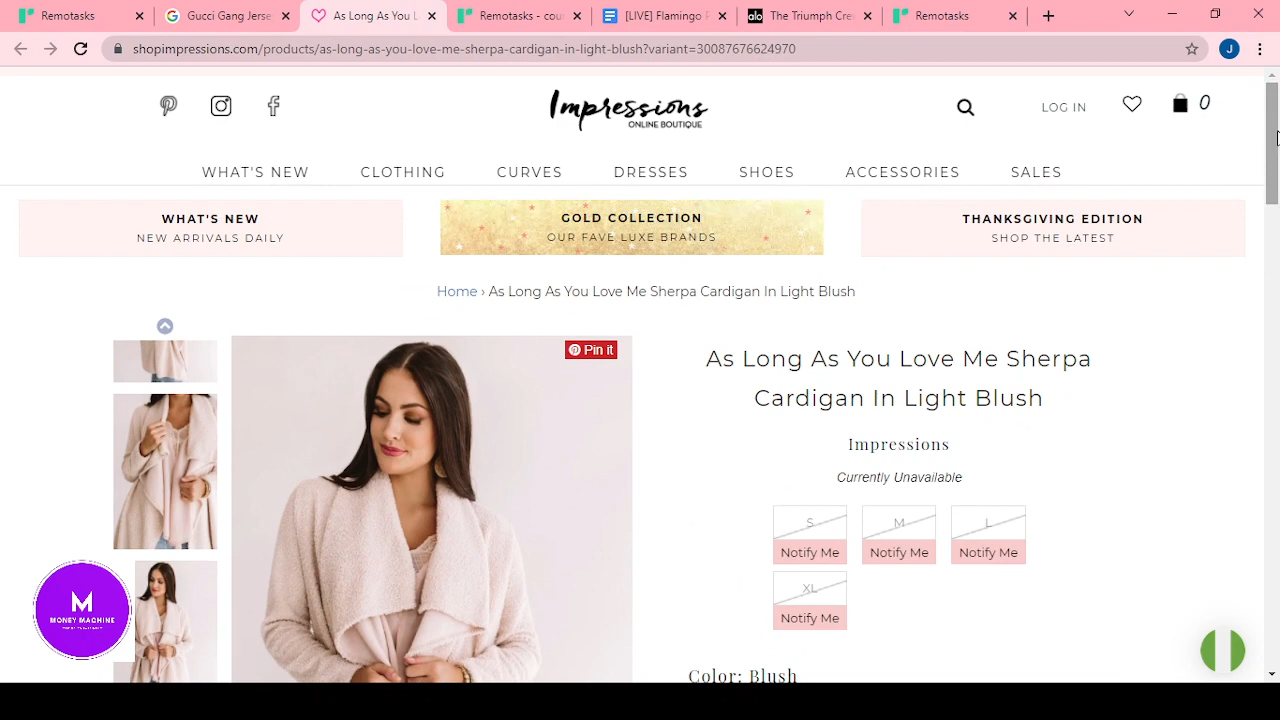 Remotasks
Gucci Gang Jerse
As Long As You L
Remotasks - cour
[LIVE] Flamingo P
The Triumph Cre
Remotasks
shopimpressions.com/products/as-long-as-you-love-me-sherpa-cardigan-in-light-blush?variant=30087676624970
J
Impressions
ONLINE BOUTIQUE
LOG IN
0
WHAT'S NEW
CLOTHING
CURVES
DRESSES
SHOES
ACCESSORIES
SALES
WHAT'S NEW
NEW ARRIVALS DAILY
GOLD COLLECTION
OUR FAVE LUXE BRANDS
THANKSGIVING EDITION
SHOP THE LATEST
Home › As Long As You Love Me Sherpa Cardigan In Light Blush
Pin it
As Long As You Love Me Sherpa
Cardigan In Light Blush
Impressions
Currently Unavailable
S
M
L
Notify Me
Notify Me
Notify Me
XL
Notify Me
Color: Blush
M
MONEY MACHINE